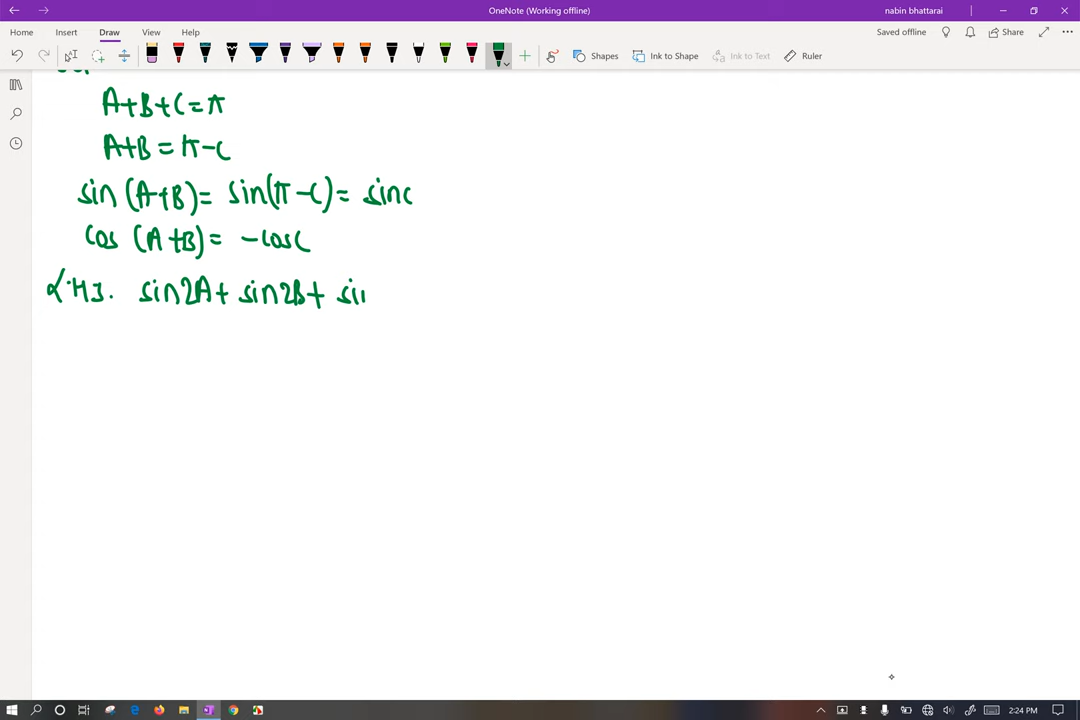 OneNote (Working offline)
nabin bhattarai
Home Insert Draw View Help
Saved offline
Share
Shapes
Ink to Shape
Ink to Text
Ruler
A+B+C=π
A+B=π-C
sin(A+B)= sin(π-C)= sinC
cos (A+B)= -cosC
L.H.S. sin2A+ sin2B+ sin
2:24 PM